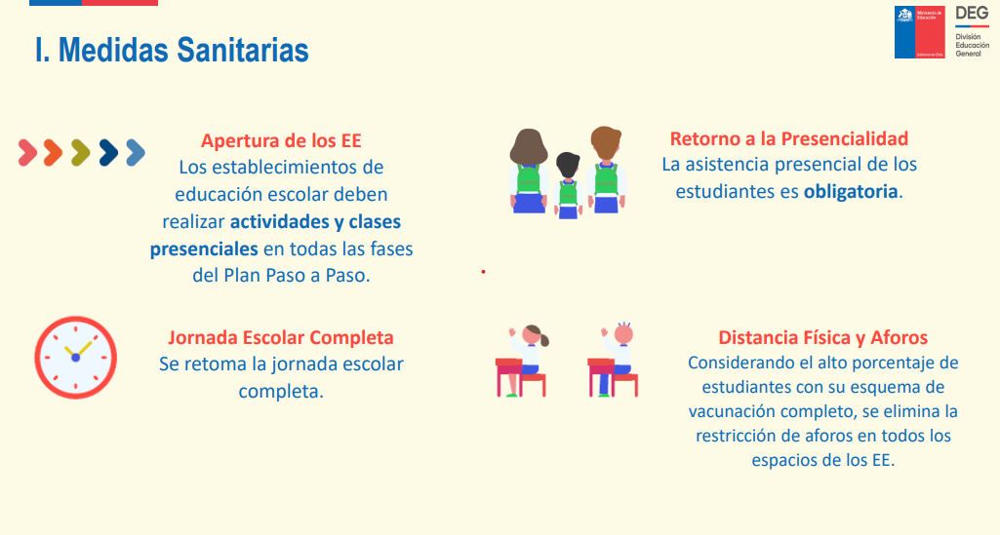 I. Medidas Sanitarias
Ministerio de
Educación
Gobierno de Chile
DEG
División
Educación
General
Apertura de los EE
Los establecimientos de
educación escolar deben
realizar actividades y clases
presenciales en todas las fases
del Plan Paso a Paso.
Retorno a la Presencialidad
La asistencia presencial de los
estudiantes es obligatoria.
Jornada Escolar Completa
Se retoma la jornada escolar
completa.
Distancia Física y Aforos
Considerando el alto porcentaje de
estudiantes con su esquema de
vacunación completo, se elimina la
restricción de aforos en todos los
espacios de los EE.